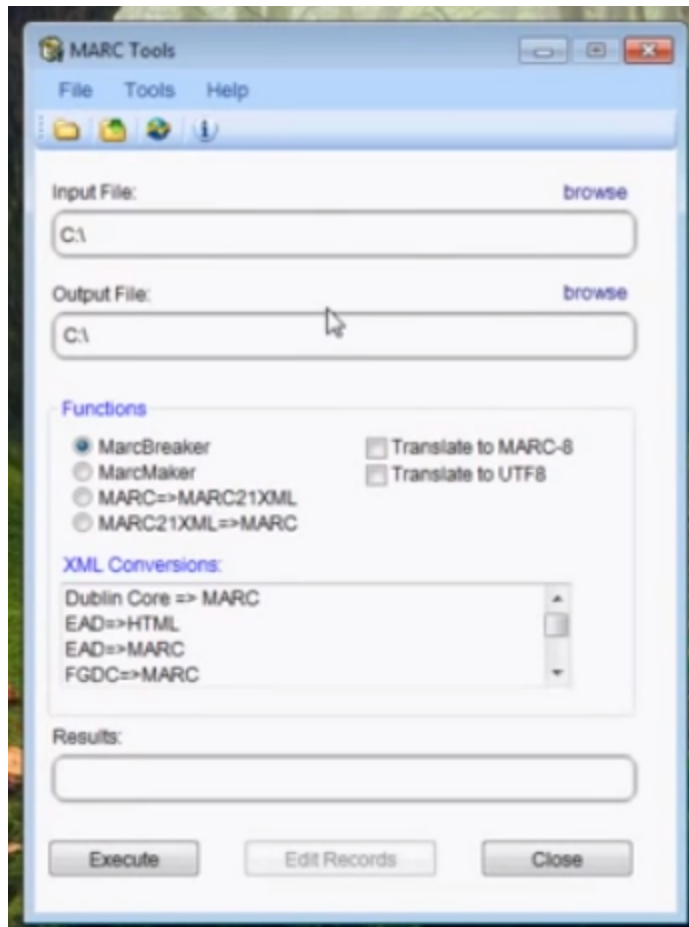 MARC Tools
File Tools Help
Input File: browse
C:\
Output File: browse
C:\
Functions
MarcBreaker Translate to MARC-8
MarcMaker Translate to UTF8
MARC=>MARC21XML
MARC21XML=>MARC
XML Conversions:
Dublin Core => MARC
EAD=>HTML
EAD=>MARC
FGDC=>MARC
Results:
Execute Edit Records Close